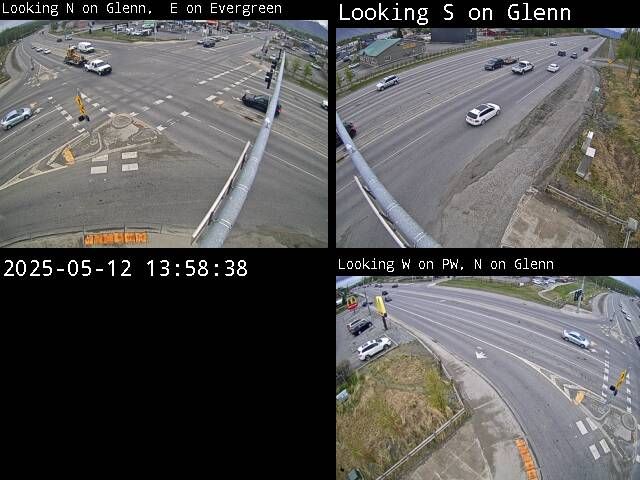 Looking N on Glenn,  E on Evergreen
Looking S on Glenn
2025-05-12 13:58:38
Looking W on PW, N on Glenn